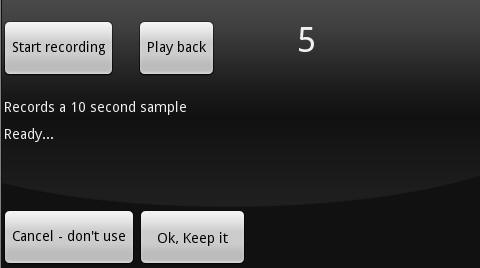 Start recording
Play back
5
Records a 10 second sample
Ready...
Cancel - don't use
Ok, Keep it